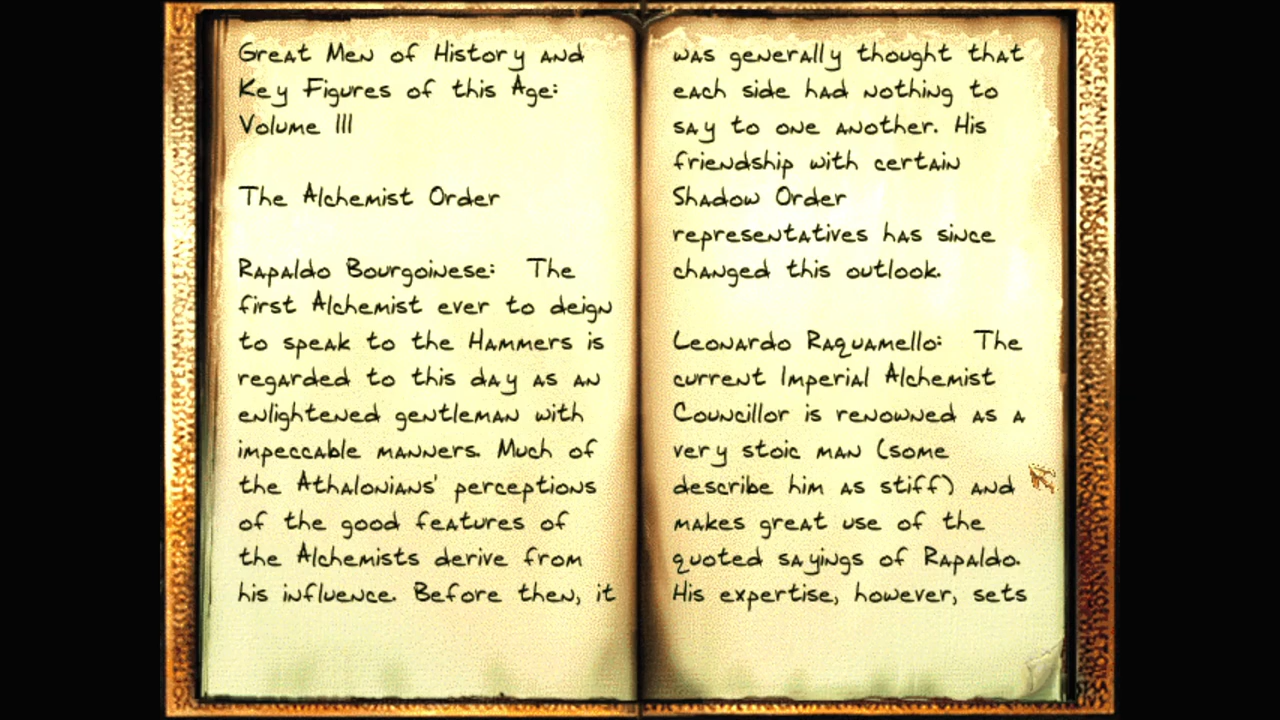 Great Men of History and
Key Figures of this Age:
Volume III
The Alchemist Order
Rapaldo Bourgoinese: The
first Alchemist ever to deign
to speak to the Hammers is
regarded to this day as an
enlightened gentleman with
impeccable manners. Much of
the Athalonians' perceptions
of the good features of
the Alchemists derive from
his influence. Before then, it
was generally thought that
each side had nothing to
say to one another. His
friendship with certain
Shadow Order
representatives has since
changed this outlook.
Leonardo Raquamello: The
current Imperial Alchemist
Councillor is renowned as a
very stoic man (some
describe him as stiff) and
makes great use of the
quoted sayings of Rapaldo.
His expertise, however, sets